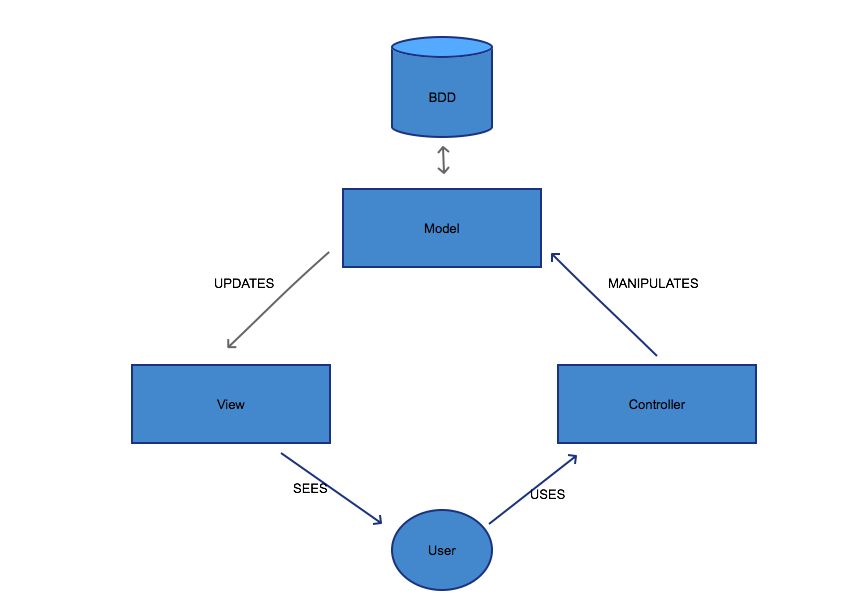 BDD
Model
UPDATES
MANIPULATES
View
Controller
SEES
USES
User